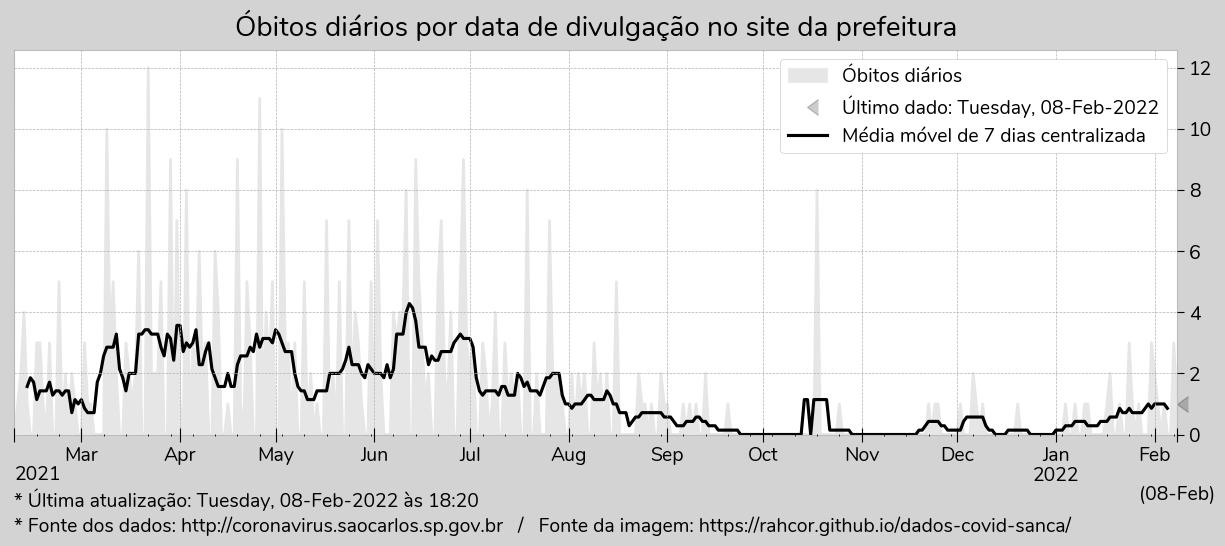 Óbitos diários por data de divulgação no site da prefeitura
Óbitos diários
Último dado: Tuesday, 08-Feb-2022
Média móvel de 7 dias centralizada
12
10
8
6
4
2
0
Mar Apr May Jun Jul Aug Sep Oct Nov Dec Jan Feb
2021 2022
(08-Feb)
* Última atualização: Tuesday, 08-Feb-2022 às 18:20
* Fonte dos dados: http://coronavirus.saocarlos.sp.gov.br / Fonte da imagem: https://rahcor.github.io/dados-covid-sanca/